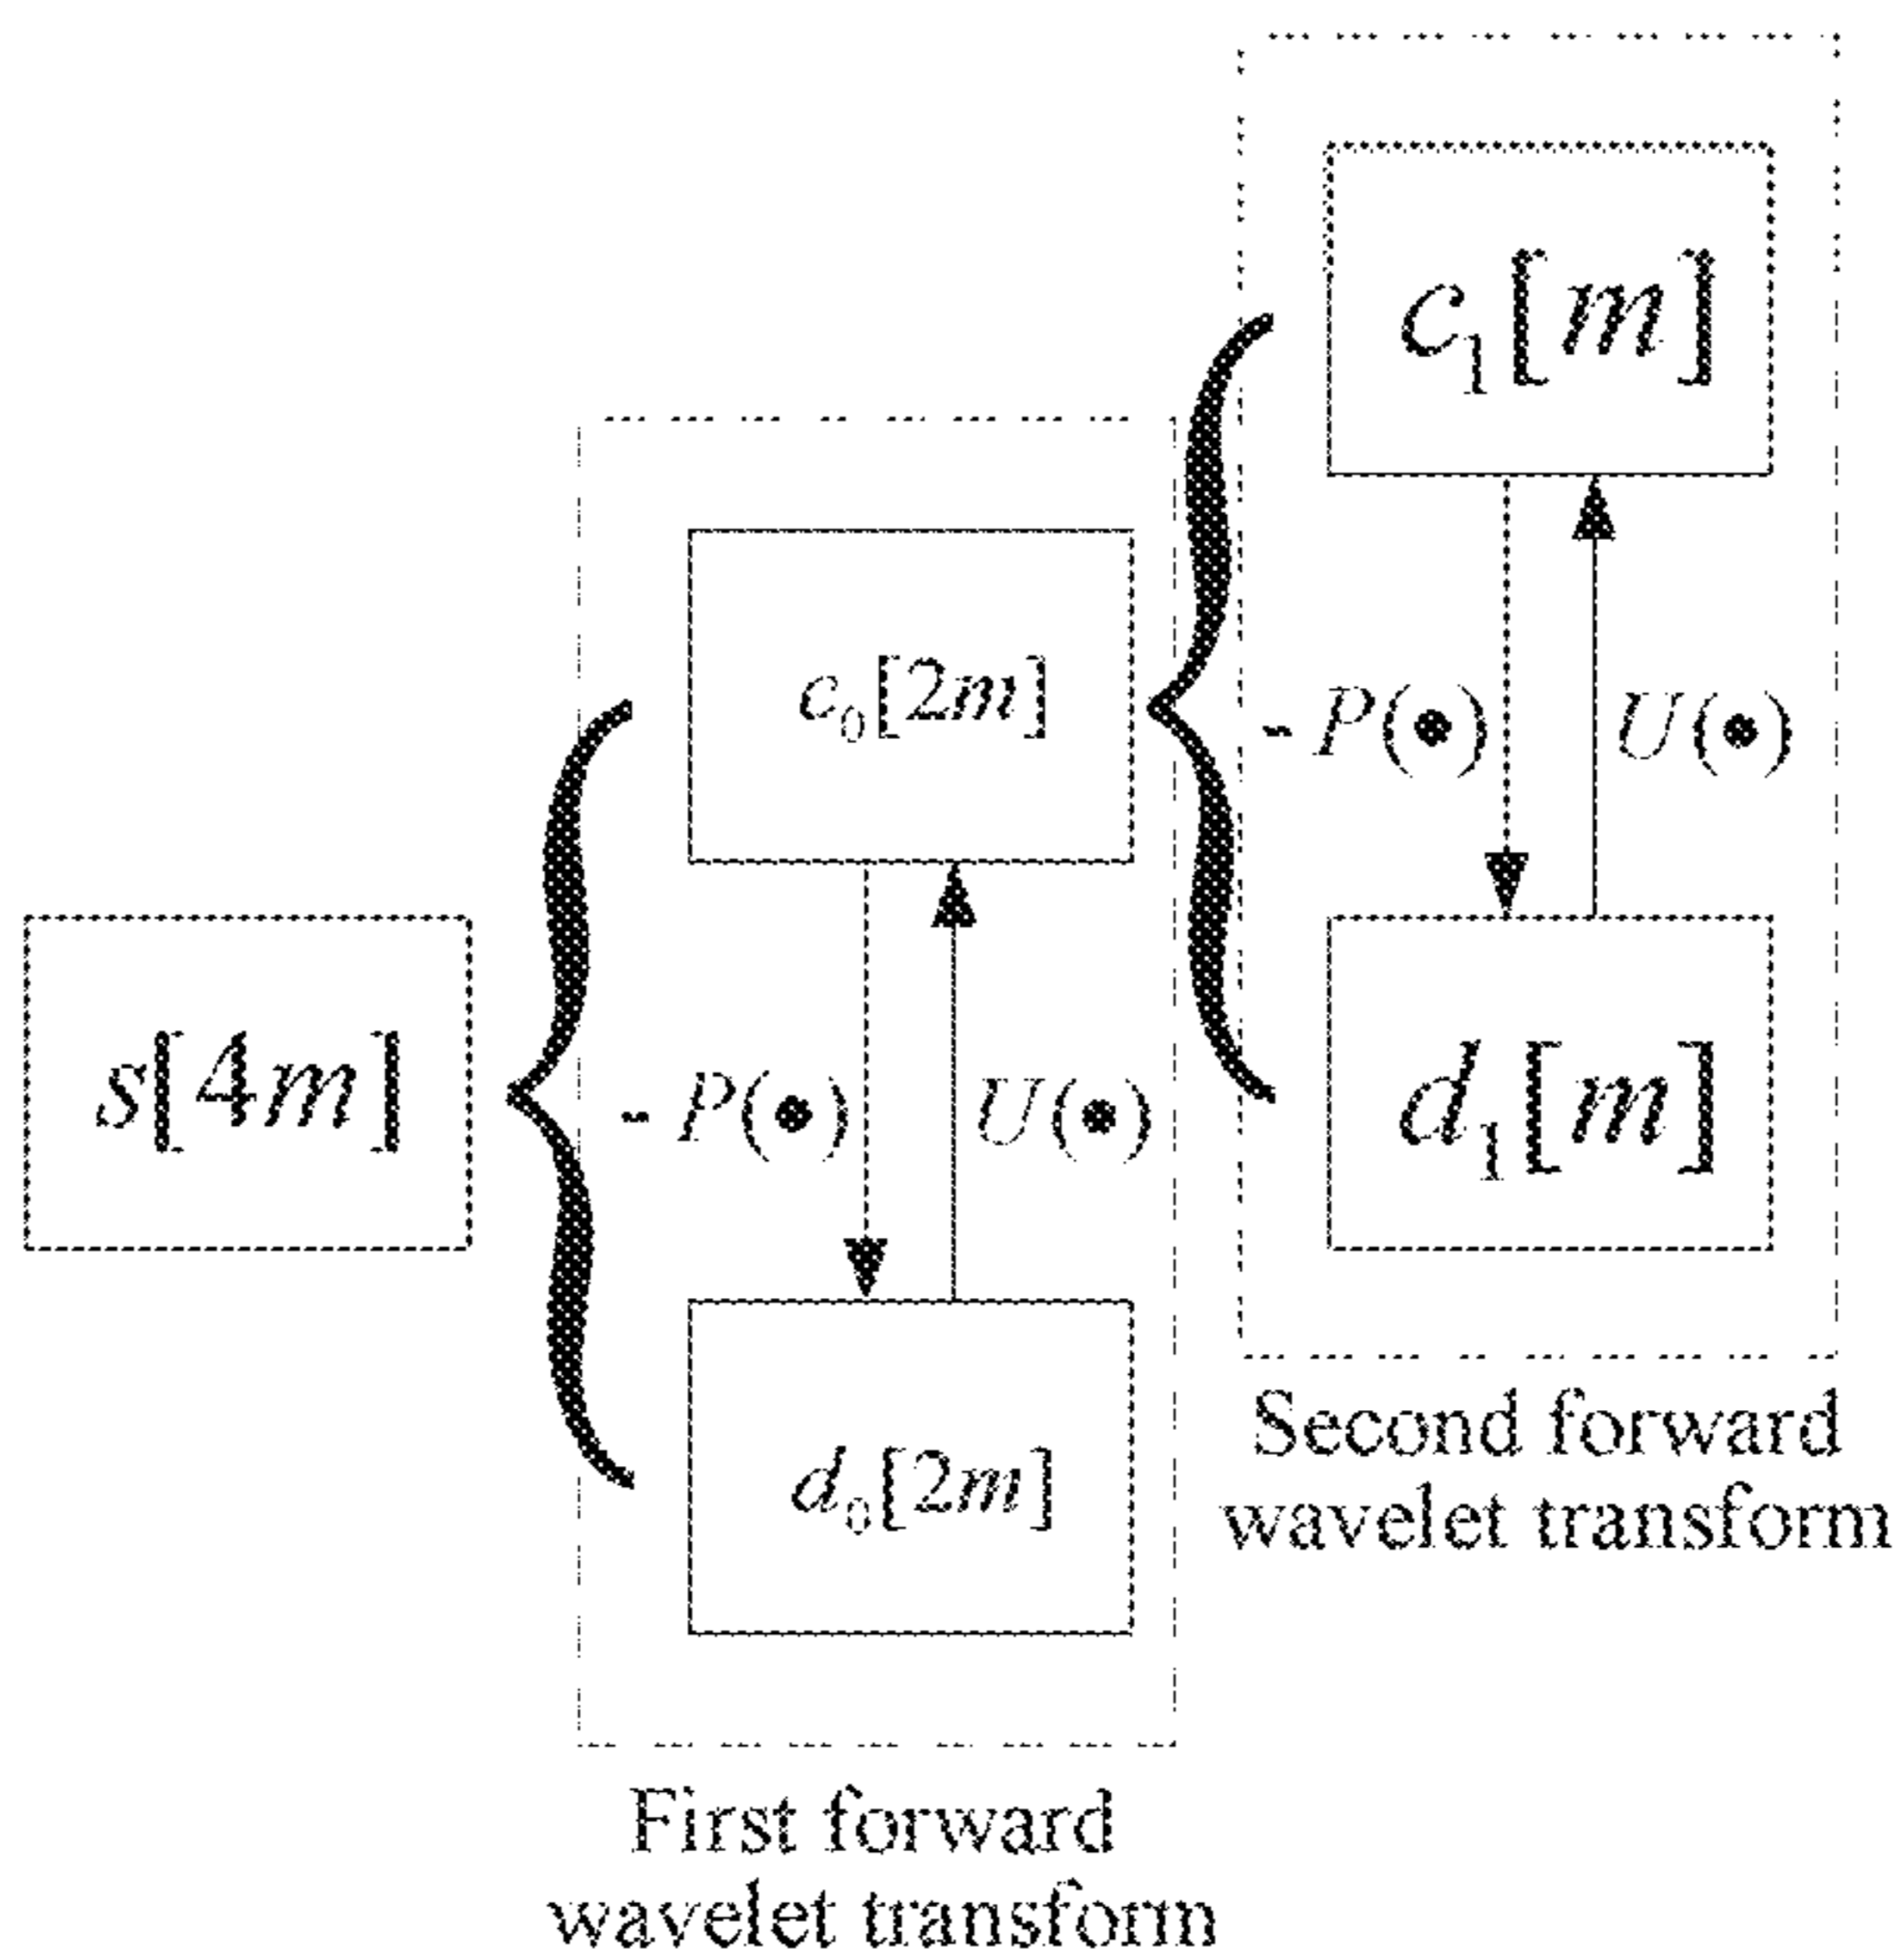 s[4m]
c₀[2m]
- P(•)
U(•)
d₀[2m]
First forward
wavelet transform
c₁[m]
- P(•)
U(•)
d₁[m]
Second forward
wavelet transform